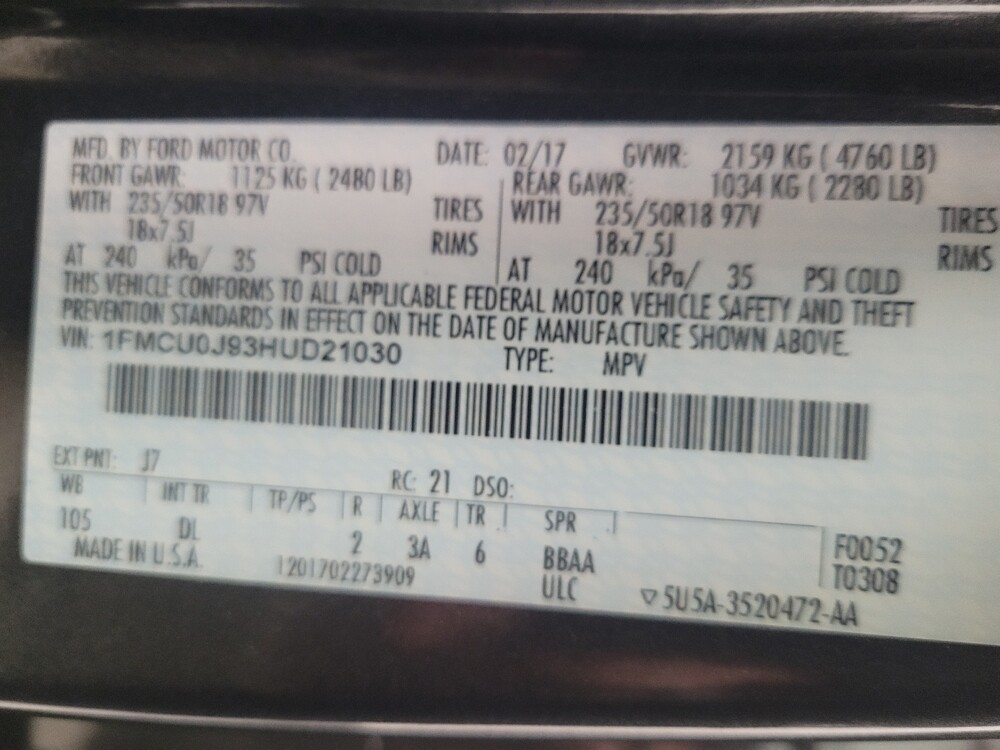 MFD. BY FORD MOTOR CO. DATE: 02/17 GVWR: 2159 KG ( 4760 LB)
FRONT GAWR: 1125 KG ( 2480 LB) REAR GAWR: 1034 KG ( 2280 LB)
WITH 235/50R18 97V TIRES WITH 235/50R18 97V TIRES
18x7.5J RIMS 18x7.5J RIMS
AT 240 kPa/ 35 PSI COLD AT 240 kPa/ 35 PSI COLD
THIS VEHICLE CONFORMS TO ALL APPLICABLE FEDERAL MOTOR VEHICLE SAFETY AND THEFT
PREVENTION STANDARDS IN EFFECT ON THE DATE OF MANUFACTURE SHOWN ABOVE.
VIN: 1FMCU0J93HUD21030 TYPE: MPV
EXT PNT: J7 RC: 21 DSO:
WB INT TR TP/PS R AXLE TR SPR
105 DL 2 3A 6 BBAA F0052
MADE IN U.S.A. 1201702273909 ULC T0308
▽5U5A-3520472-AA